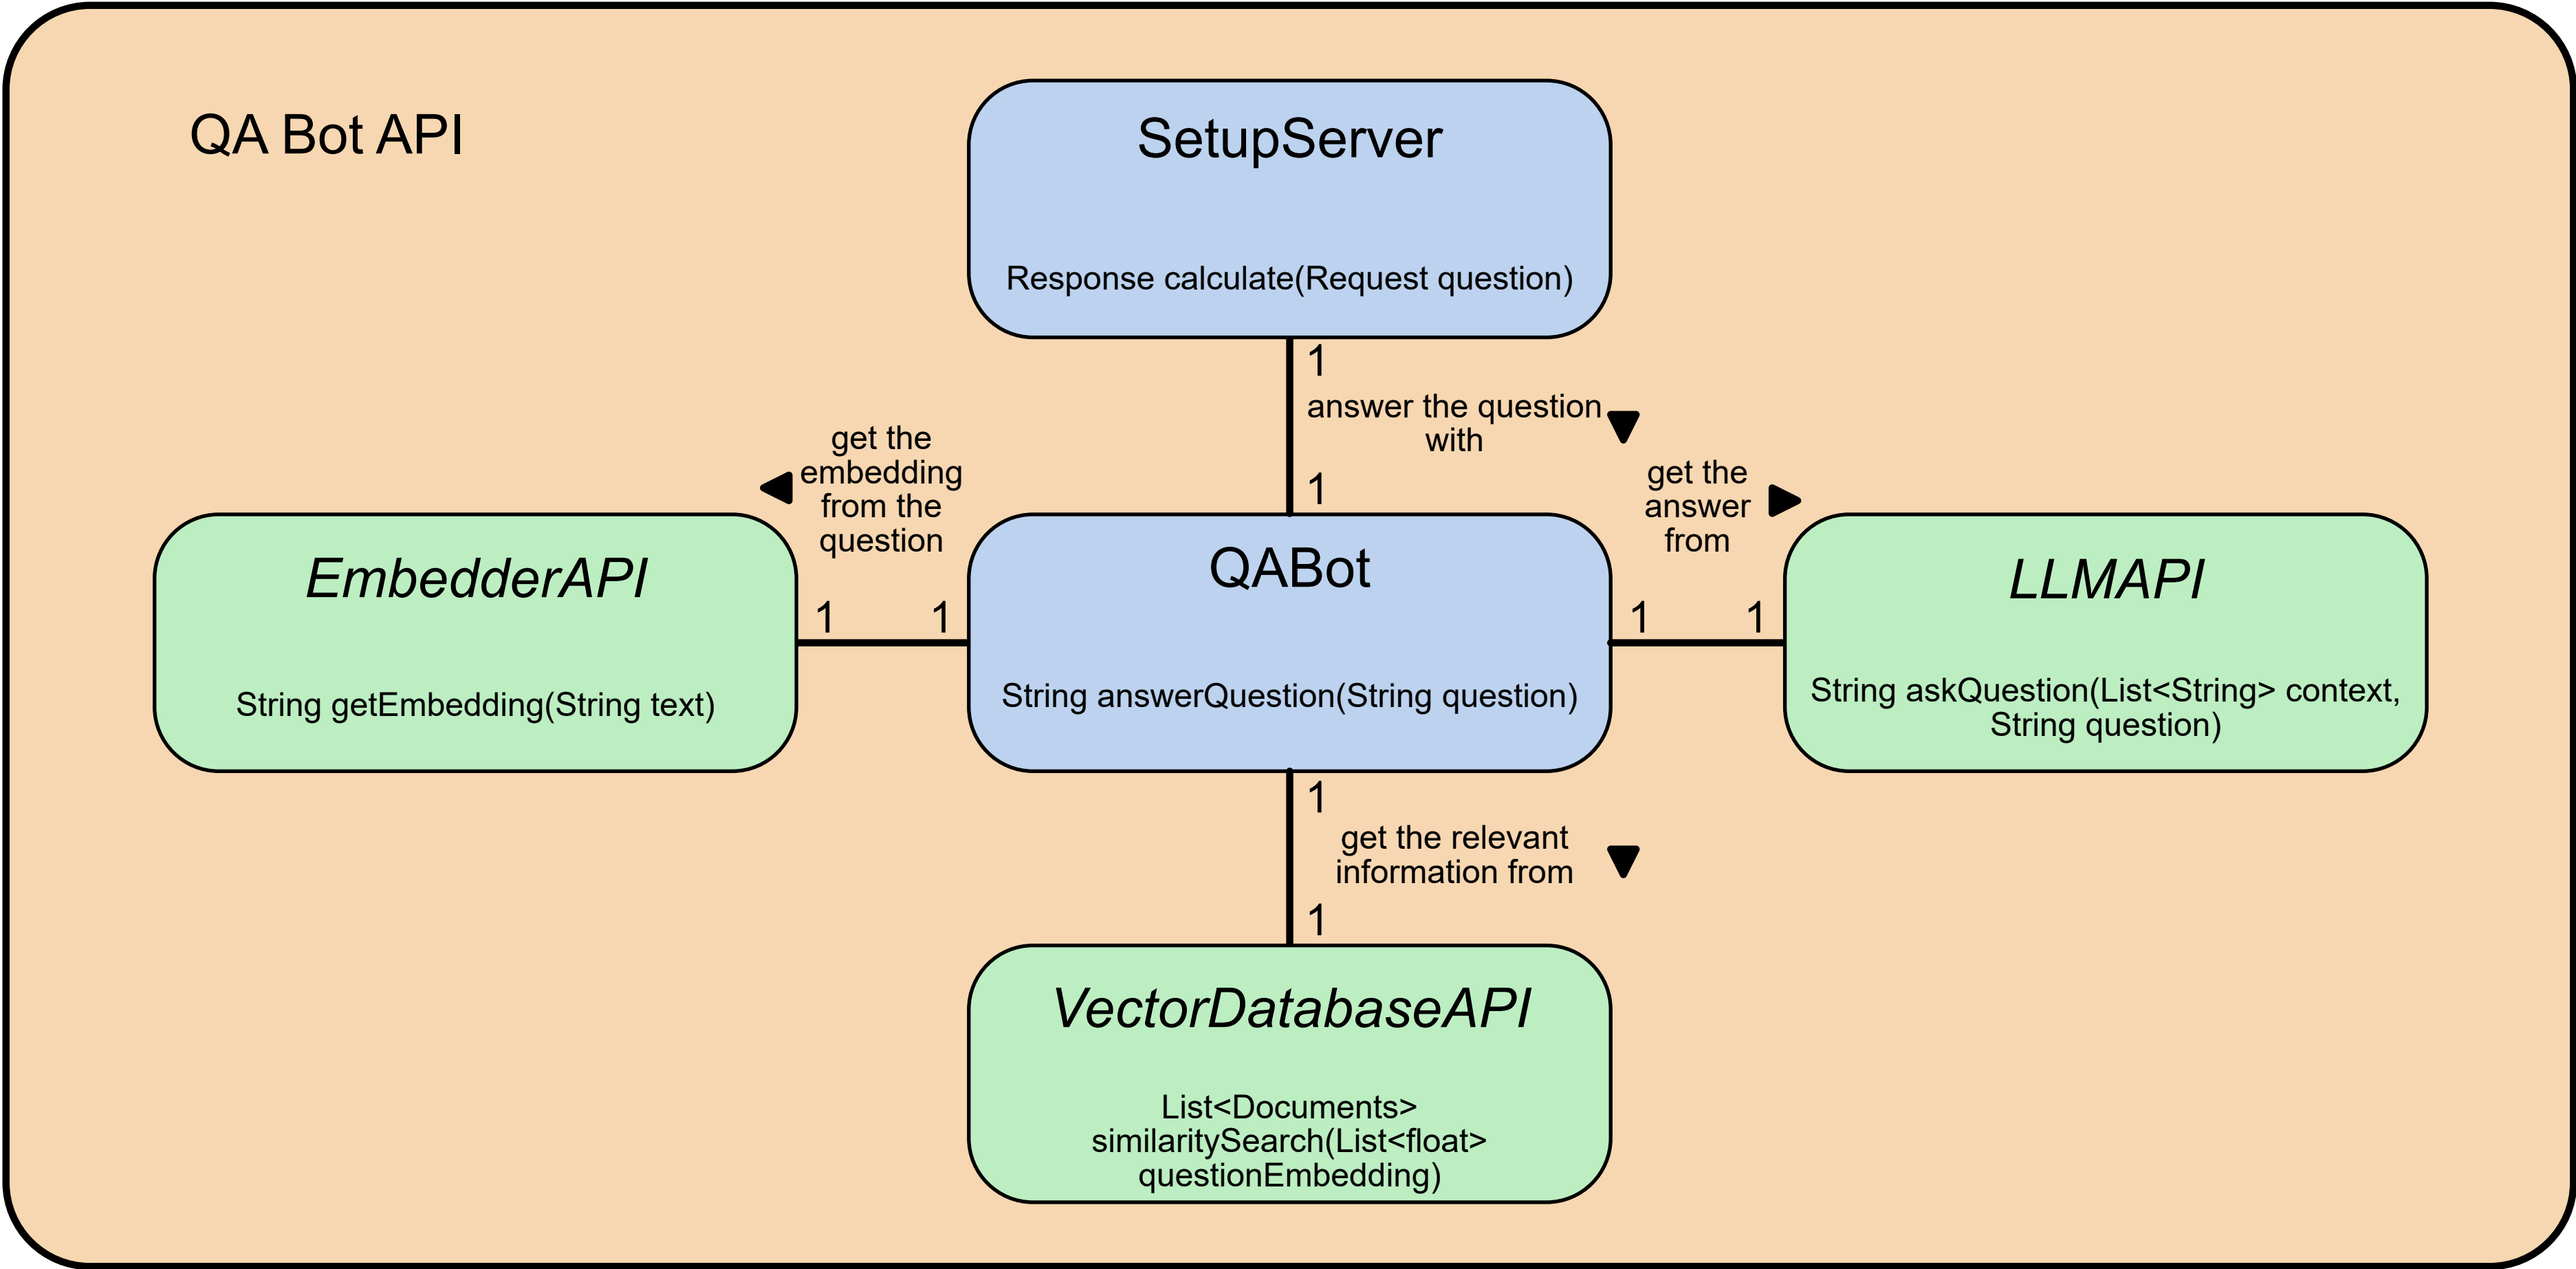 QA Bot API
SetupServer
Response calculate(Request question)
1
answer the question
with
1
get the
embedding
from the
question
get the
answer
from
EmbedderAPI
String getEmbedding(String text)
1
1
QABot
String answerQuestion(String question)
1
1
LLMAPI
String askQuestion(List<String> context,
String question)
1
get the relevant
information from
1
VectorDatabaseAPI
List<Documents>
similaritySearch(List<float>
questionEmbedding)